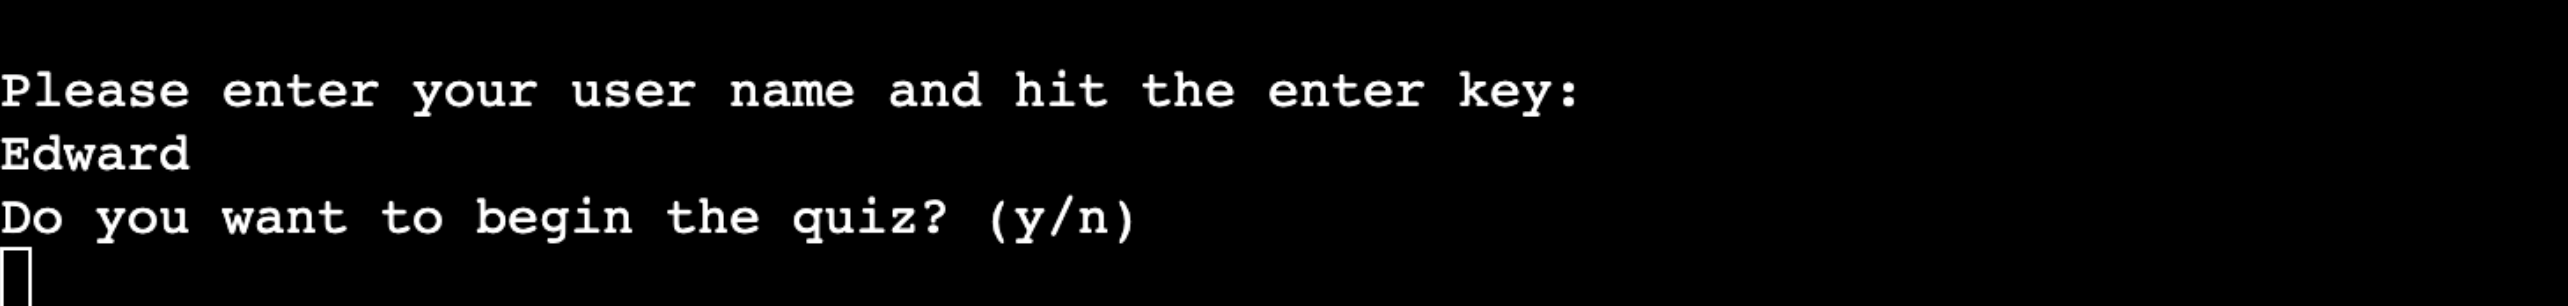 Please enter your user name and hit the enter key:
Edward
Do you want to begin the quiz? (y/n)